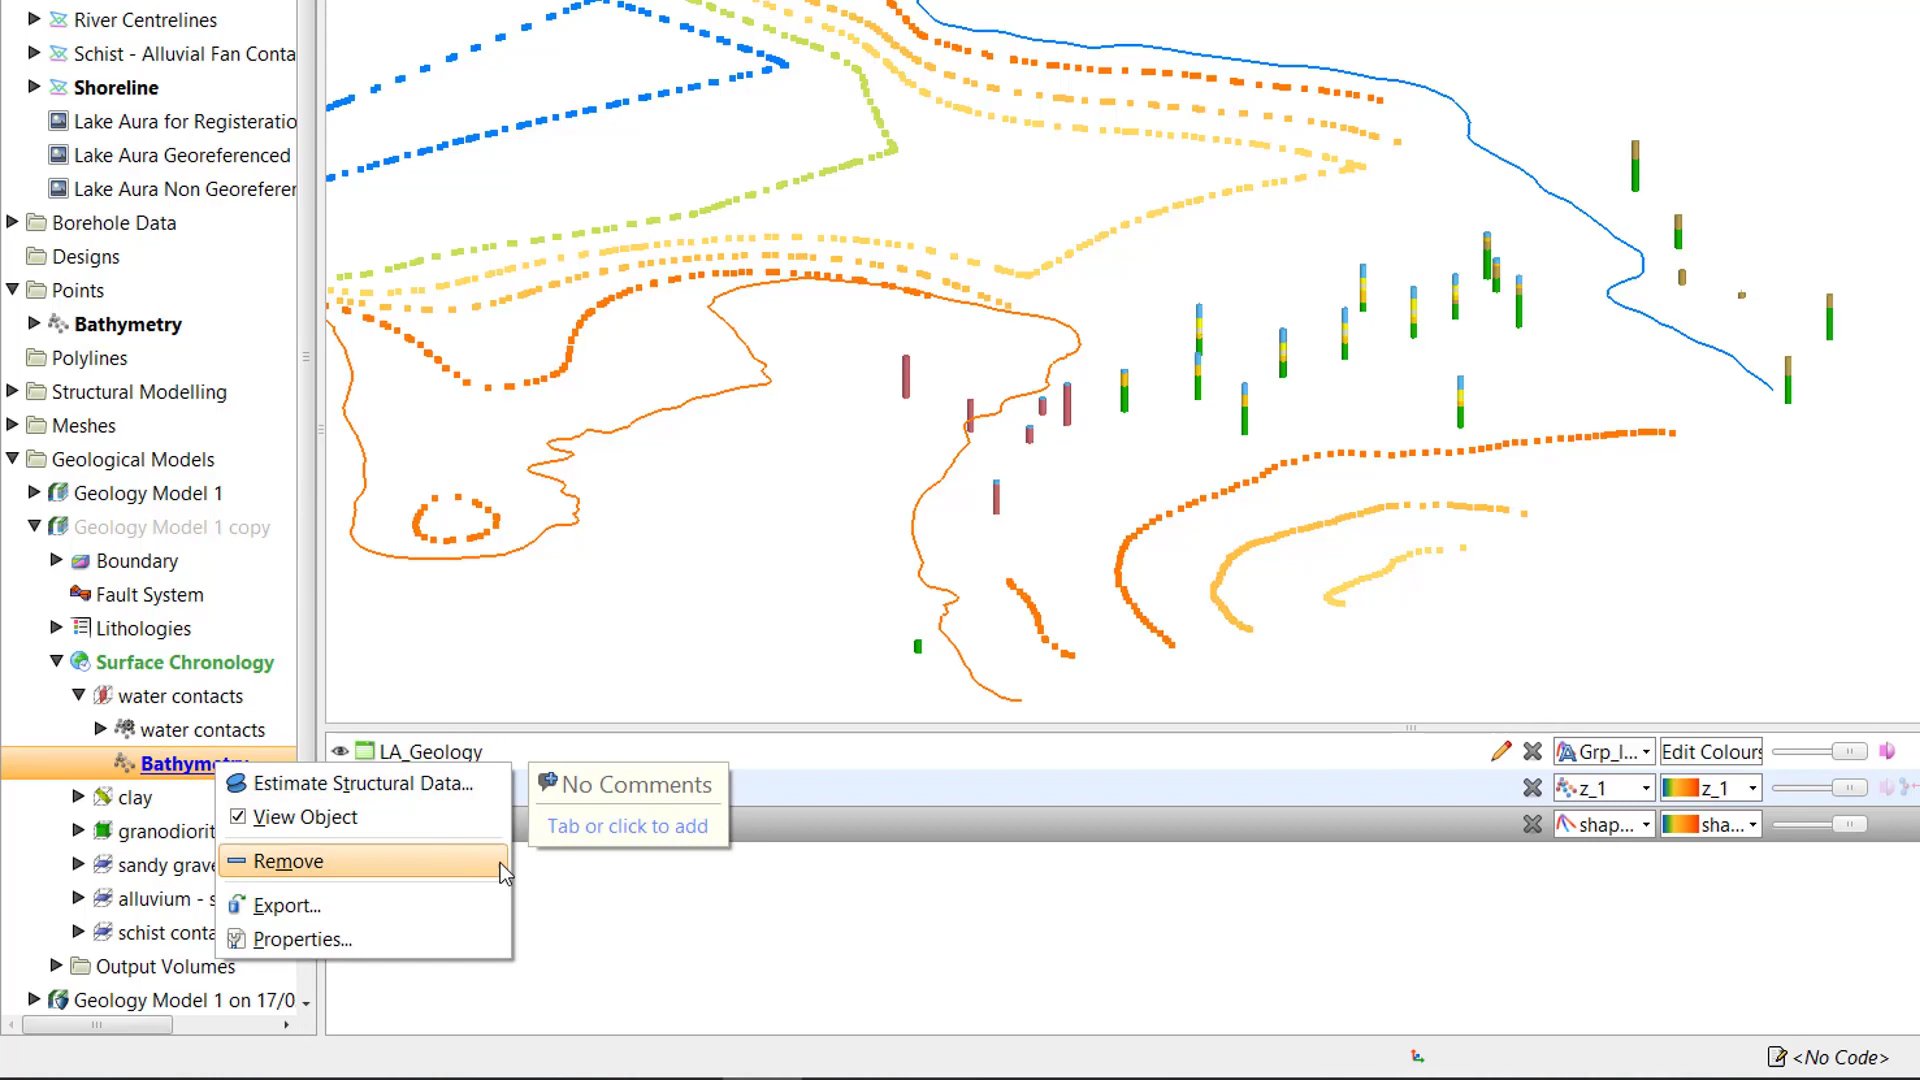 River Centrelines
Schist - Alluvial Fan Conta
Shoreline
Lake Aura for Registeratio
Lake Aura Georeferenced
Lake Aura Non Georeferer
Borehole Data
Designs
Points
Bathymetry
Polylines
Structural Modelling
Meshes
Geological Models
Geology Model 1
Geology Model 1 copy
Boundary
Fault System
Lithologies
Surface Chronology
water contacts
water contacts
Bathymetry
clay
granodiorit
sandy grave
alluvium - s
schist conta
Output Volumes
Geology Model 1 on 17/0
Estimate Structural Data...
View Object
Remove
Export...
Properties...
No Comments
Tab or click to add
LA_Geology
Grp_l... Edit Colours
z_1 z_1
shap... sha...
<No Code>